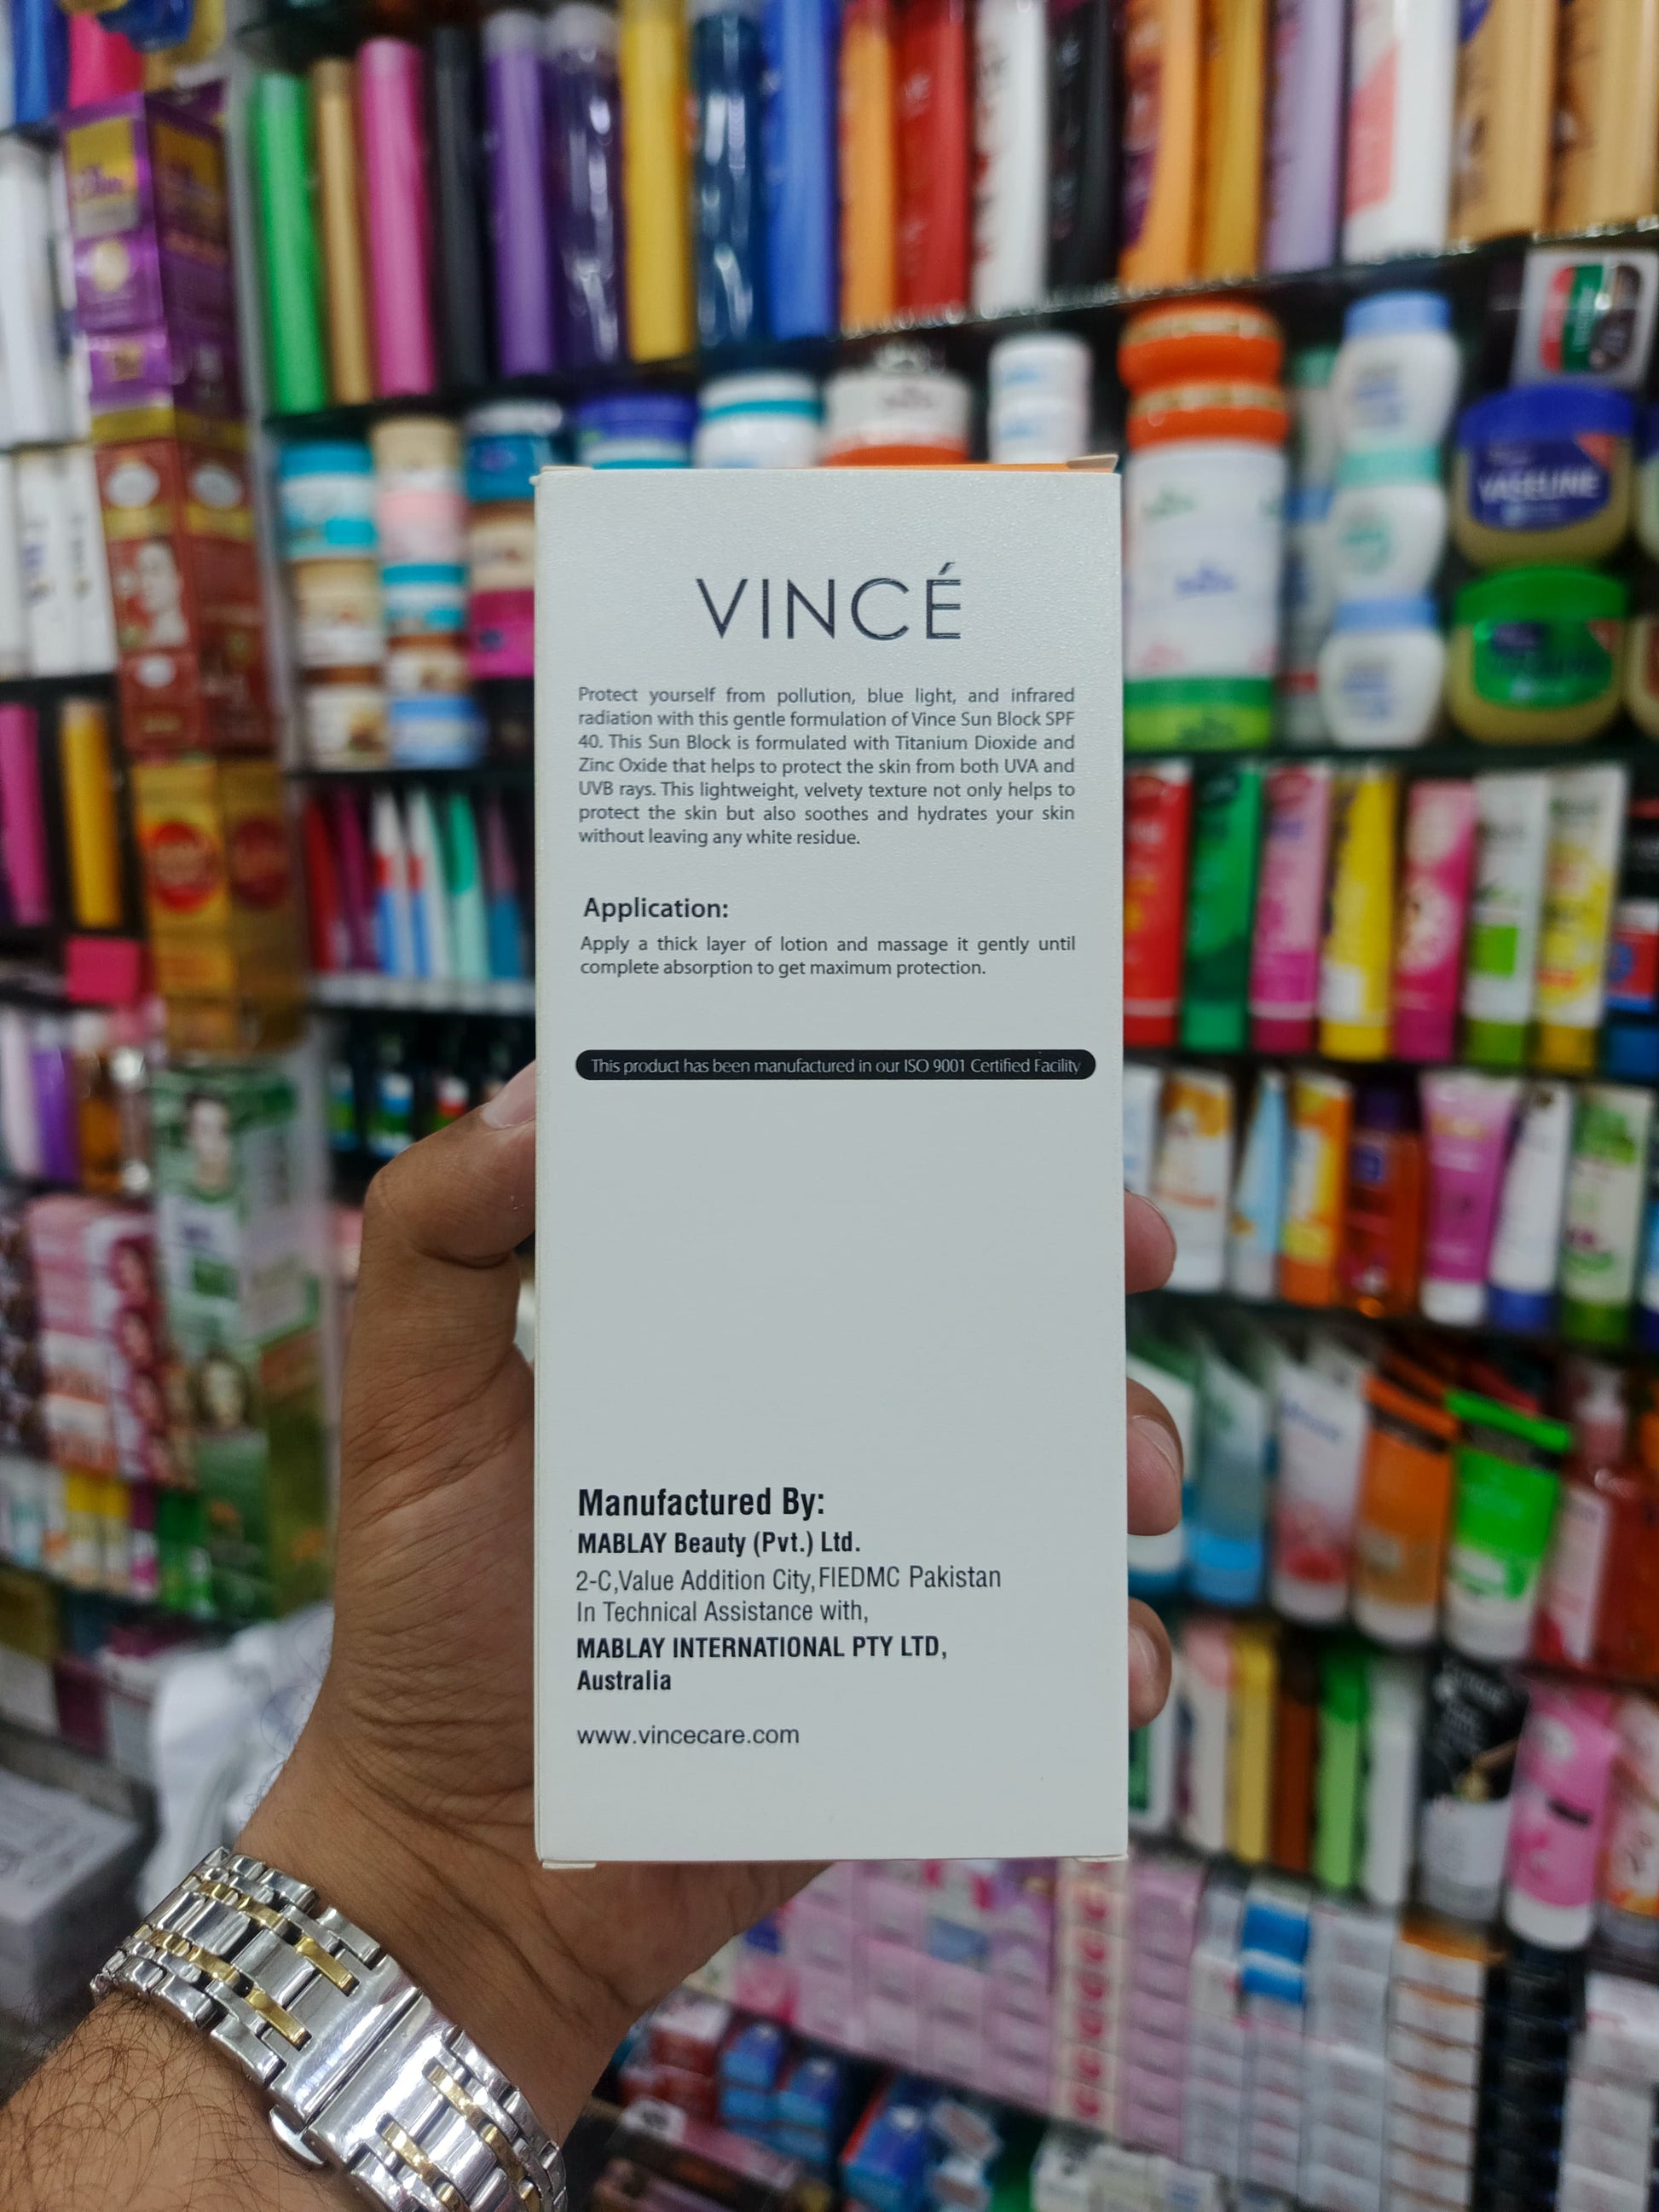 VINCÉ
Protect yourself from pollution, blue light, and infrared
radiation with this gentle formulation of Vince Sun Block SPF
40. This Sun Block is formulated with Titanium Dioxide and
Zinc Oxide that helps to protect the skin from both UVA and
UVB rays. This lightweight, velvety texture not only helps to
protect the skin but also soothes and hydrates your skin
without leaving any white residue.
Application:
Apply a thick layer of lotion and massage it gently until
complete absorption to get maximum protection.
This product has been manufactured in our ISO 9001 Certified Facility
Manufactured By:
MABLAY Beauty (Pvt.) Ltd.
2-C,Value Addition City,FIEDMC Pakistan
In Technical Assistance with,
MABLAY INTERNATIONAL PTY LTD,
Australia
www.vincecare.com
VASELINE